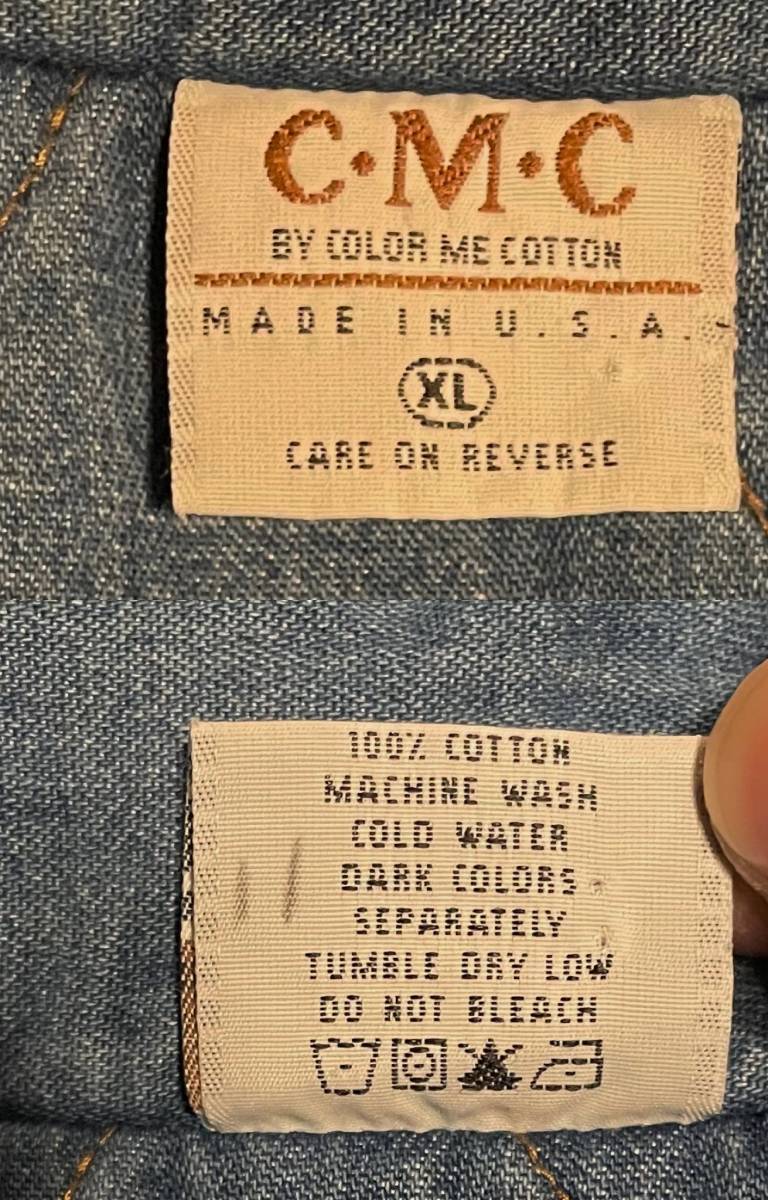 C·M·C
BY COLOR ME COTTON
MADE IN U.S.A.
XL
CARE ON REVERSE
100% COTTON
MACHINE WASH
COLD WATER
DARK COLORS
SEPARATELY
TUMBLE DRY LOW
DO NOT BLEACH